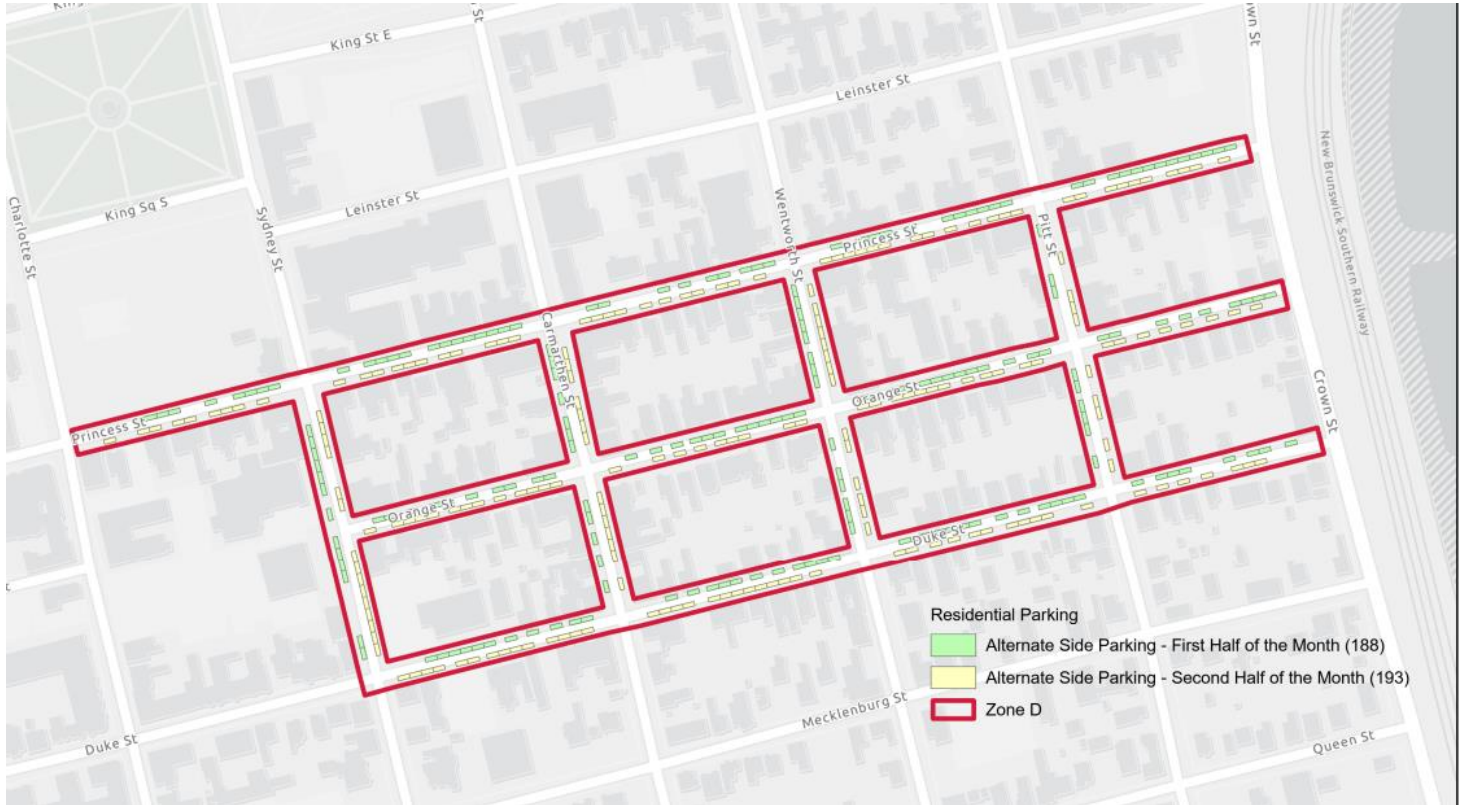 King St E
Leinster St
King Sq S
Leinster St
Charlotte St
Sydney St
Wentworth St
Pitt St
New Brunswick Southern Railway
Princess St
Carmarthen St
Princess St
Orange St
Crown St
Orange St
Duke St
Residential Parking
Alternate Side Parking - First Half of the Month (188)
Alternate Side Parking - Second Half of the Month (193)
Zone D
Mecklenburg St
Duke St
Queen St